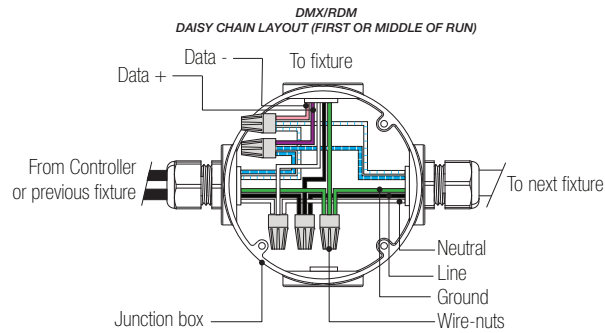 DMX/RDM
DAISY CHAIN LAYOUT (FIRST OR MIDDLE OF RUN)
Data -
To fixture
Data +
From Controller
or previous fixture
To next fixture
Neutral
Line
Ground
Junction box
Wire-nuts